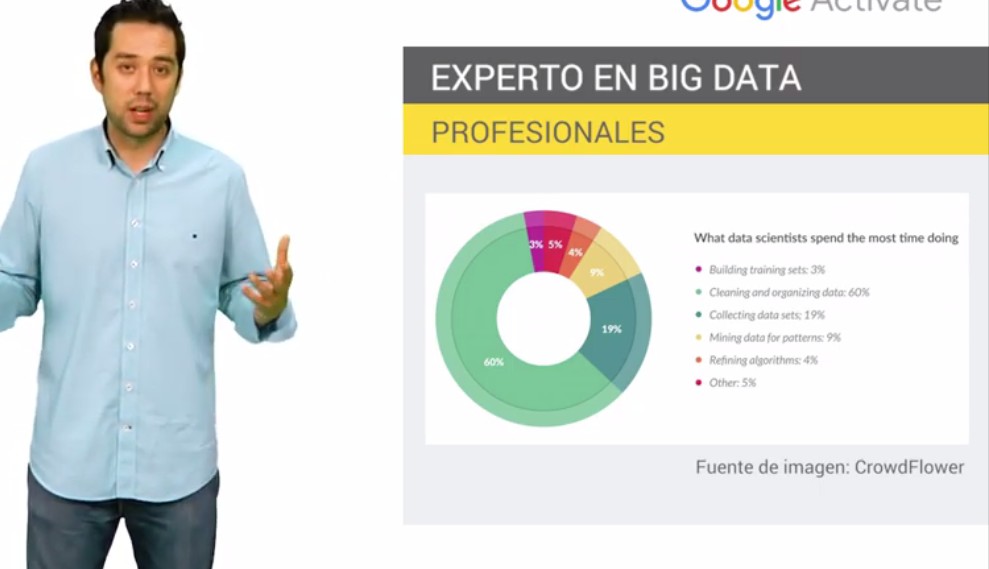 Google Activate
EXPERTO EN BIG DATA
PROFESIONALES
3% 5%
4%
9%
19%
60%
What data scientists spend the most time doing
Building training sets: 3%
Cleaning and organizing data: 60%
Collecting data sets; 19%
Mining data for patterns: 9%
Refining algorithms: 4%
Other: 5%
Fuente de imagen: CrowdFlower